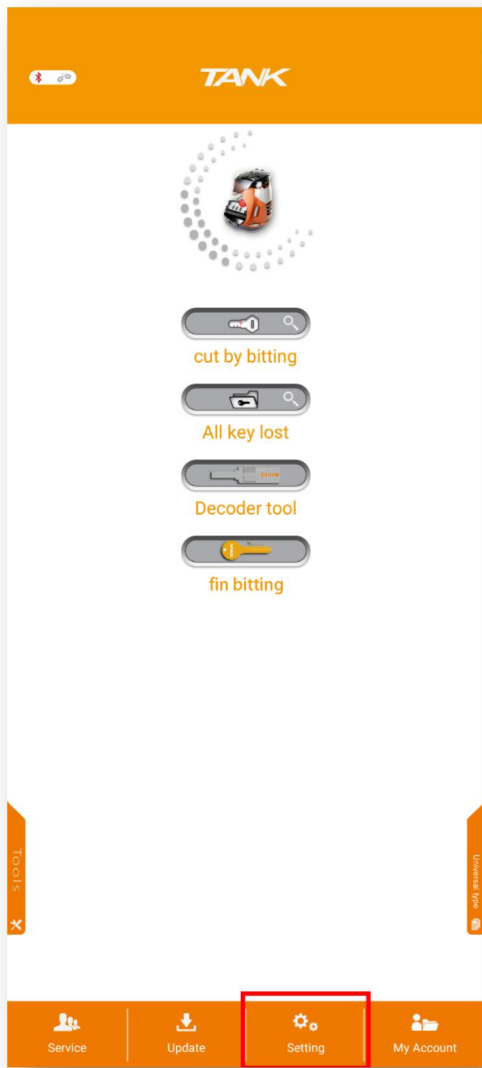 TANK
cut by bitting
All key lost
Decoder tool
fin bitting
Tools
Universal type
Service
Update
Setting
My Account